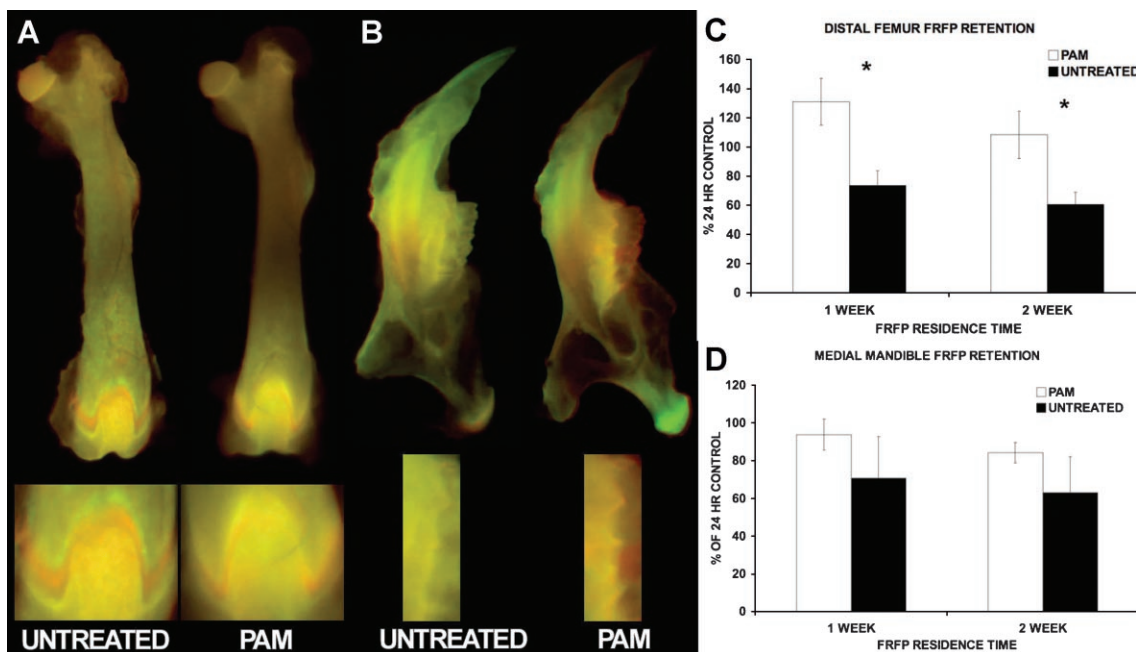 A
B
UNTREATED
PAM
UNTREATED
PAM
C
DISTAL FEMUR FRFP RETENTION
PAM
UNTREATED
% 24 HR CONTROL
160
140
120
100
80
60
40
20
0
*
*
1 WEEK
2 WEEK
FRFP RESIDENCE TIME
D
MEDIAL MANDIBLE FRFP RETENTION
PAM
UNTREATED
% OF 24 HR CONTROL
120
100
80
60
40
20
0
1 WEEK
2 WEEK
FRFP RESIDENCE TIME